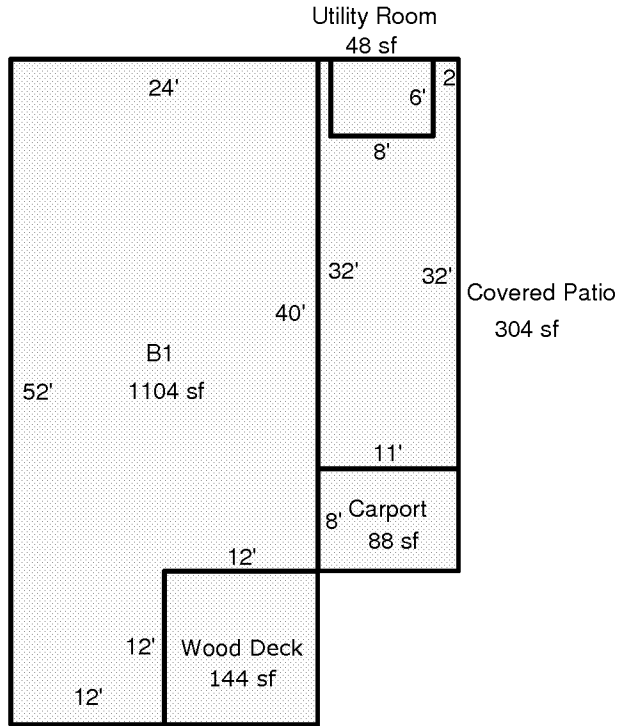 Utility Room
48 sf
24'
6'
2
8'
32'
32'
Covered Patio
304 sf
40'
B1
1104 sf
52'
11'
8'
Carport
88 sf
12'
12'
Wood Deck
144 sf
12'